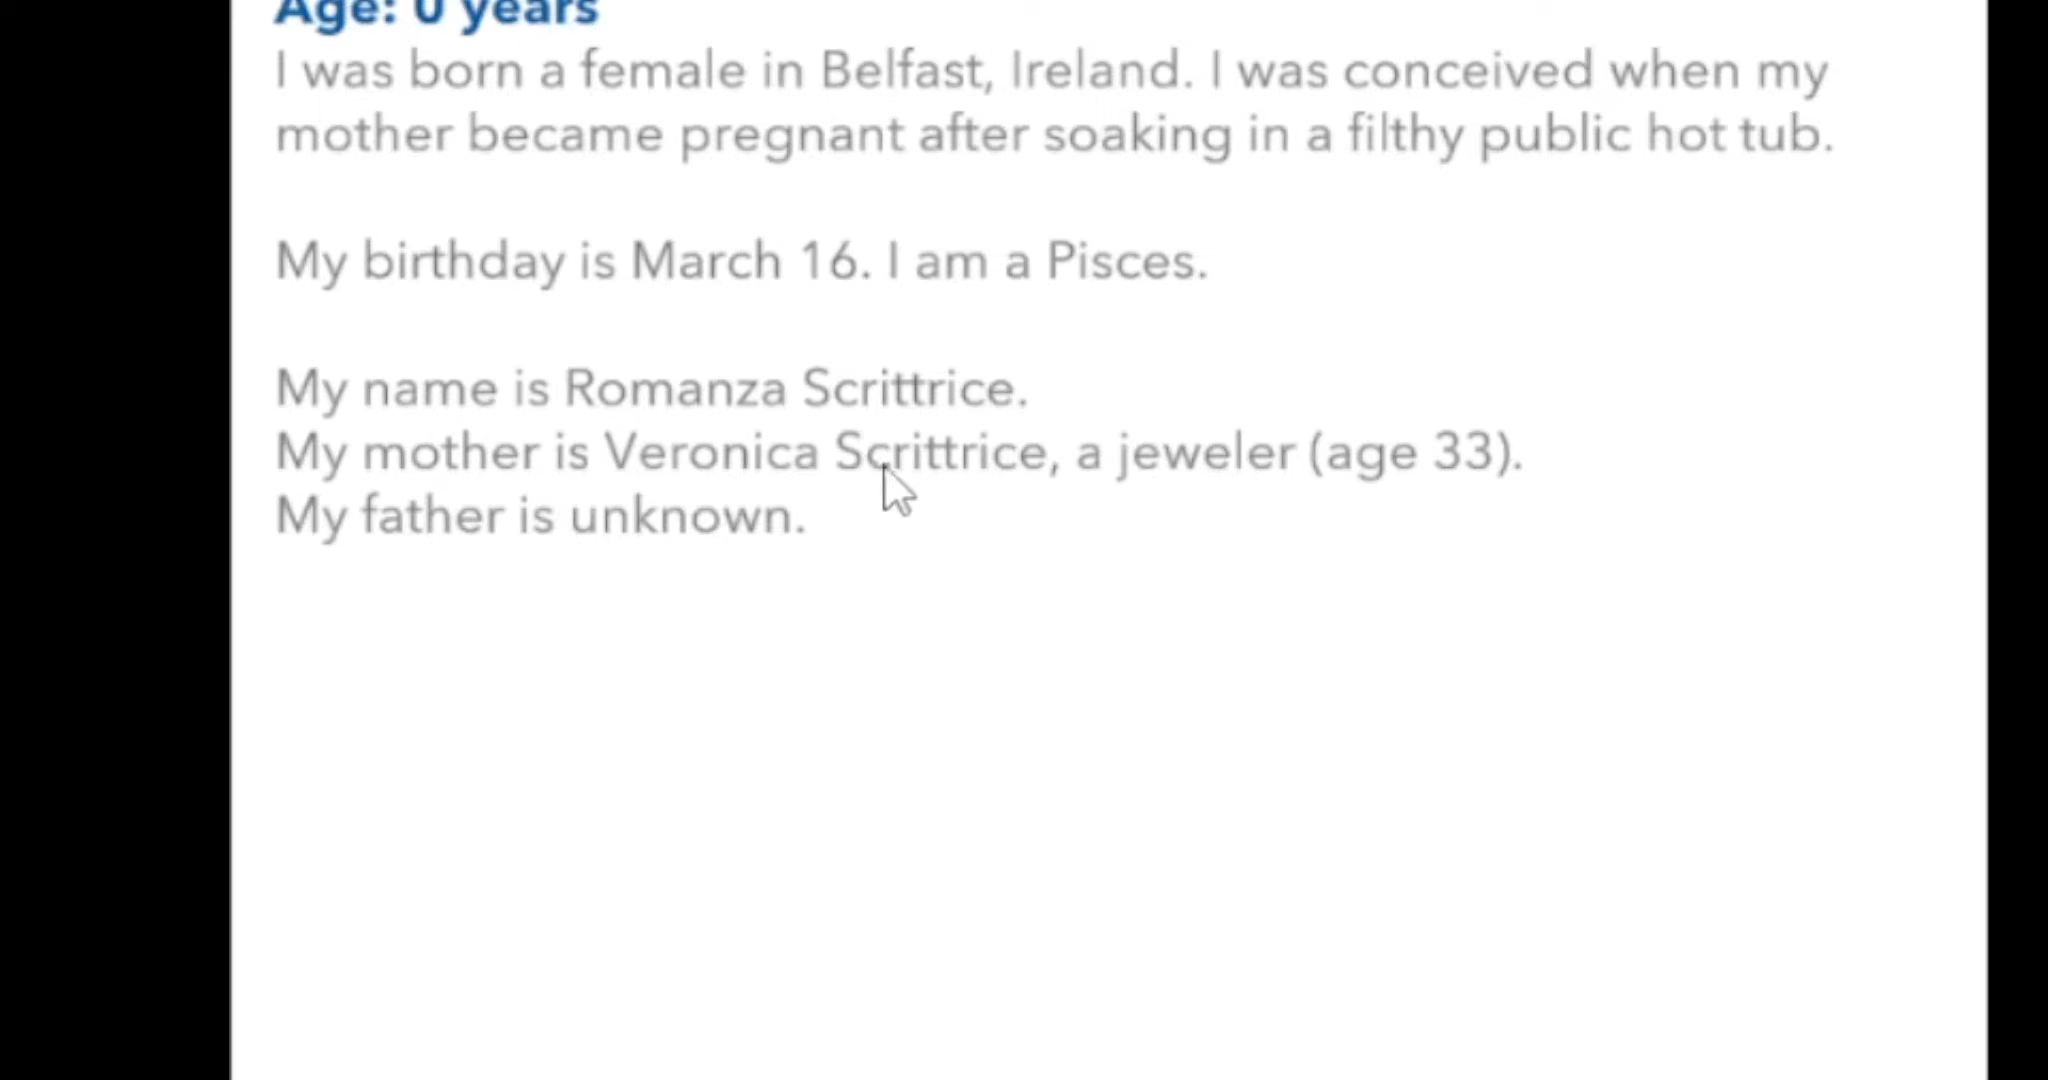 Age: 0 years
I was born a female in Belfast, Ireland. I was conceived when my
mother became pregnant after soaking in a filthy public hot tub.
My birthday is March 16. I am a Pisces.
My name is Romanza Scrittrice.
My mother is Veronica Scrittrice, a jeweler (age 33).
My father is unknown.